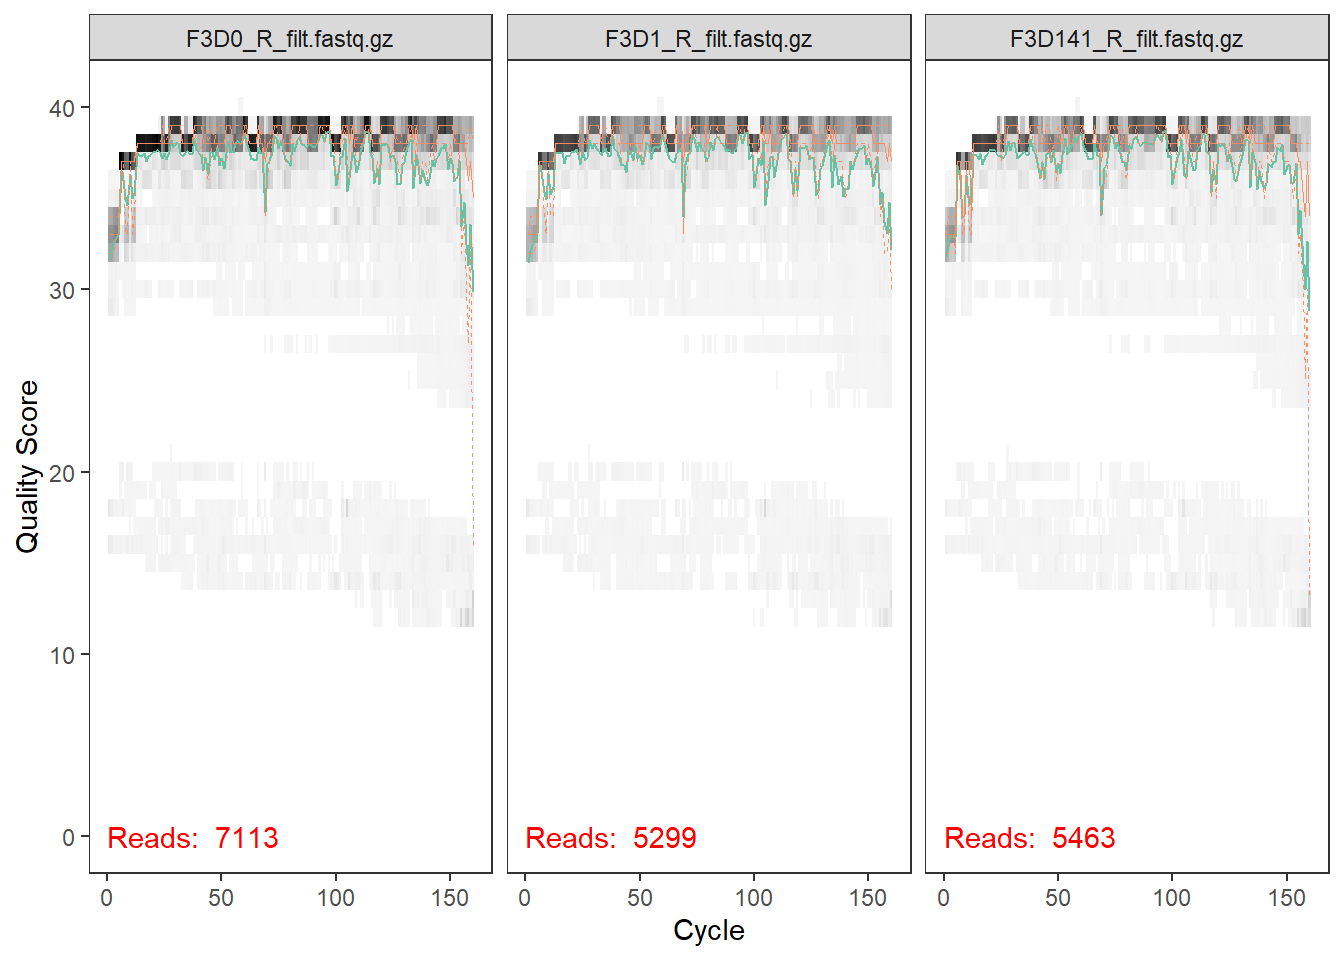 F3D0_R_filt.fastq.gz
F3D1_R_filt.fastq.gz
F3D141_R_filt.fastq.gz
Quality Score
40
30
20
10
0
Reads:  7113
Reads:  5299
Reads:  5463
0 50 100 150
0 50 100 150
0 50 100 150
Cycle